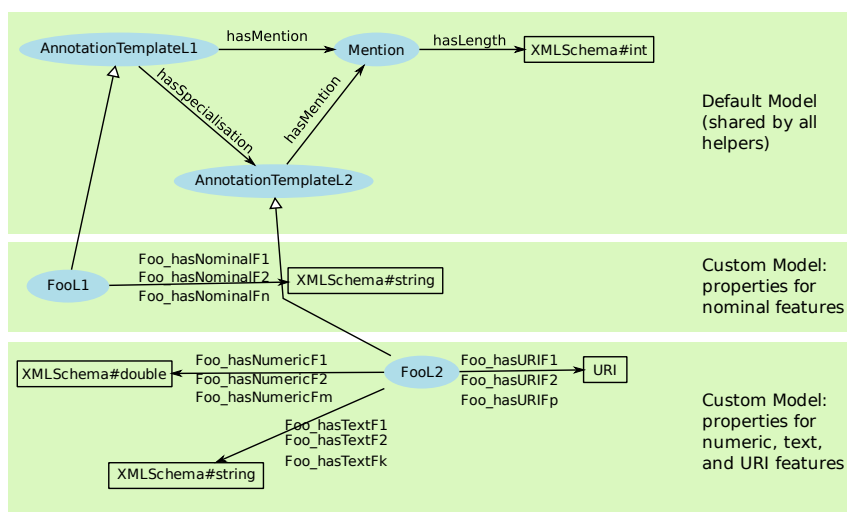 AnnotationTemplateL1
hasMention
Mention
hasLength
XMLSchema#int
hasSpecialisation
hasMention
AnnotationTemplateL2
Default Model
(shared by all
helpers)
FooL1
Foo_hasNominalF1
Foo_hasNominalF2
Foo_hasNominalFn
XMLSchema#string
Custom Model:
properties for
nominal features
XMLSchema#double
Foo_hasNumericF1
Foo_hasNumericF2
Foo_hasNumericFm
FooL2
Foo_hasURIF1
Foo_hasURIF2
Foo_hasURIFp
URI
Foo_hasTextF1
Foo_hasTextF2
Foo_hasTextFk
XMLSchema#string
Custom Model:
properties for
numeric, text,
and URI features